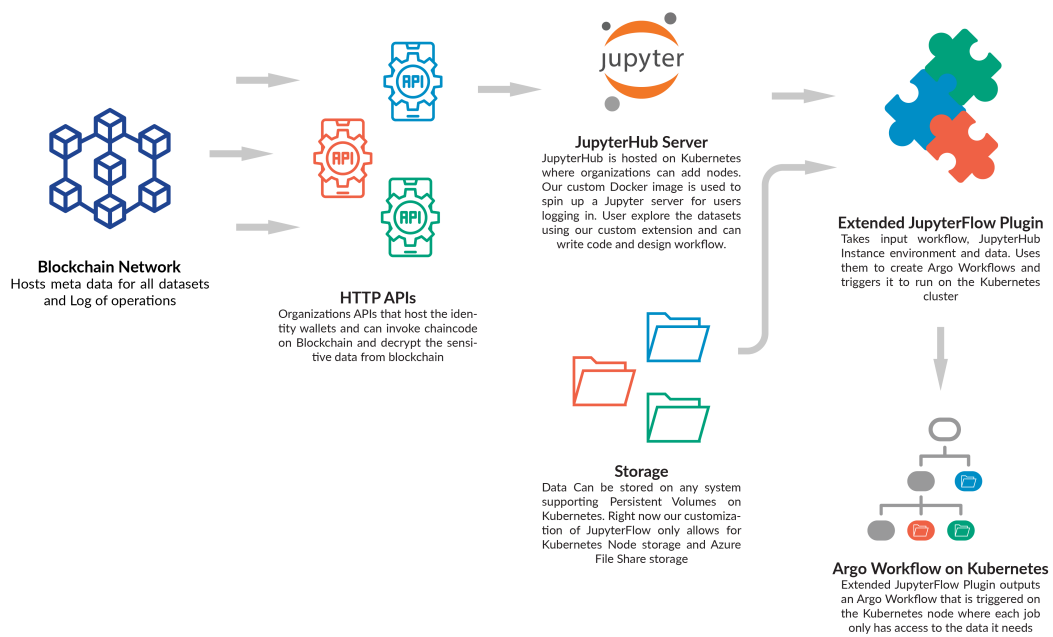 Blockchain Network
Hosts meta data for all datasets
and Log of operations
API
API
API
HTTP APIs
Organizations APIs that host the iden-
tity wallets and can invoke chaincode
on Blockchain and decrypt the sensi-
tive data from blockchain
jupyter
JupyterHub Server
JupyterHub is hosted on Kubernetes
where organizations can add nodes.
Our custom Docker image is used to
spin up a Jupyter server for users
logging in. User explore the datasets
using our custom extension and can
write code and design workflow.
Storage
Data Can be stored on any system
supporting Persistent Volumes on
Kubernetes. Right now our customiza-
tion of JupyterFlow only allows for
Kubernetes Node storage and Azure
File Share storage
Extended JupyterFlow Plugin
Takes input workflow, JupyterHub
Instance environment and data. Uses
them to create Argo Workflows and
triggers it to run on the Kubernetes
cluster
Argo Workflow on Kubernetes
Extended JupyterFlow Plugin outputs
an Argo Workflow that is triggered on
the Kubernetes node where each job
only has access to the data it needs